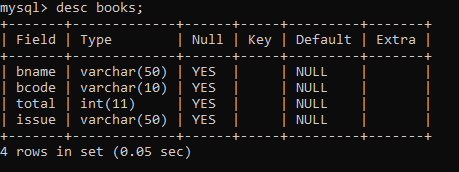 mysql> desc books;
+-------+-------------+------+-----+---------+-------+
| Field | Type        | Null | Key | Default | Extra |
+-------+-------------+------+-----+---------+-------+
| bname | varchar(50) | YES  |     | NULL    |       |
| bcode | varchar(10) | YES  |     | NULL    |       |
| total | int(11)     | YES  |     | NULL    |       |
| issue | varchar(50) | YES  |     | NULL    |       |
+-------+-------------+------+-----+---------+-------+
4 rows in set (0.05 sec)